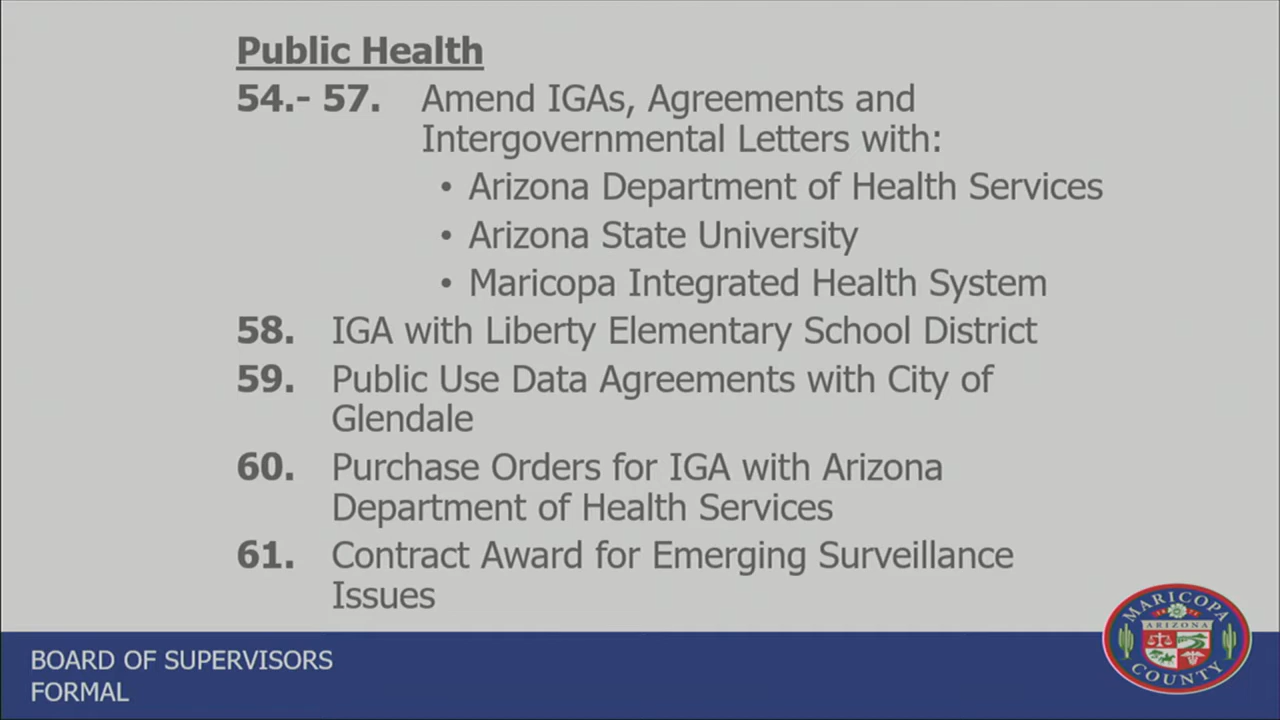 Public Health
54.- 57. Amend IGAs, Agreements and
Intergovernmental Letters with:
• Arizona Department of Health Services
• Arizona State University
• Maricopa Integrated Health System
58. IGA with Liberty Elementary School District
59. Public Use Data Agreements with City of
Glendale
60. Purchase Orders for IGA with Arizona
Department of Health Services
61. Contract Award for Emerging Surveillance
Issues
BOARD OF SUPERVISORS
FORMAL
MARICOPA
ARIZONA
COUNTY